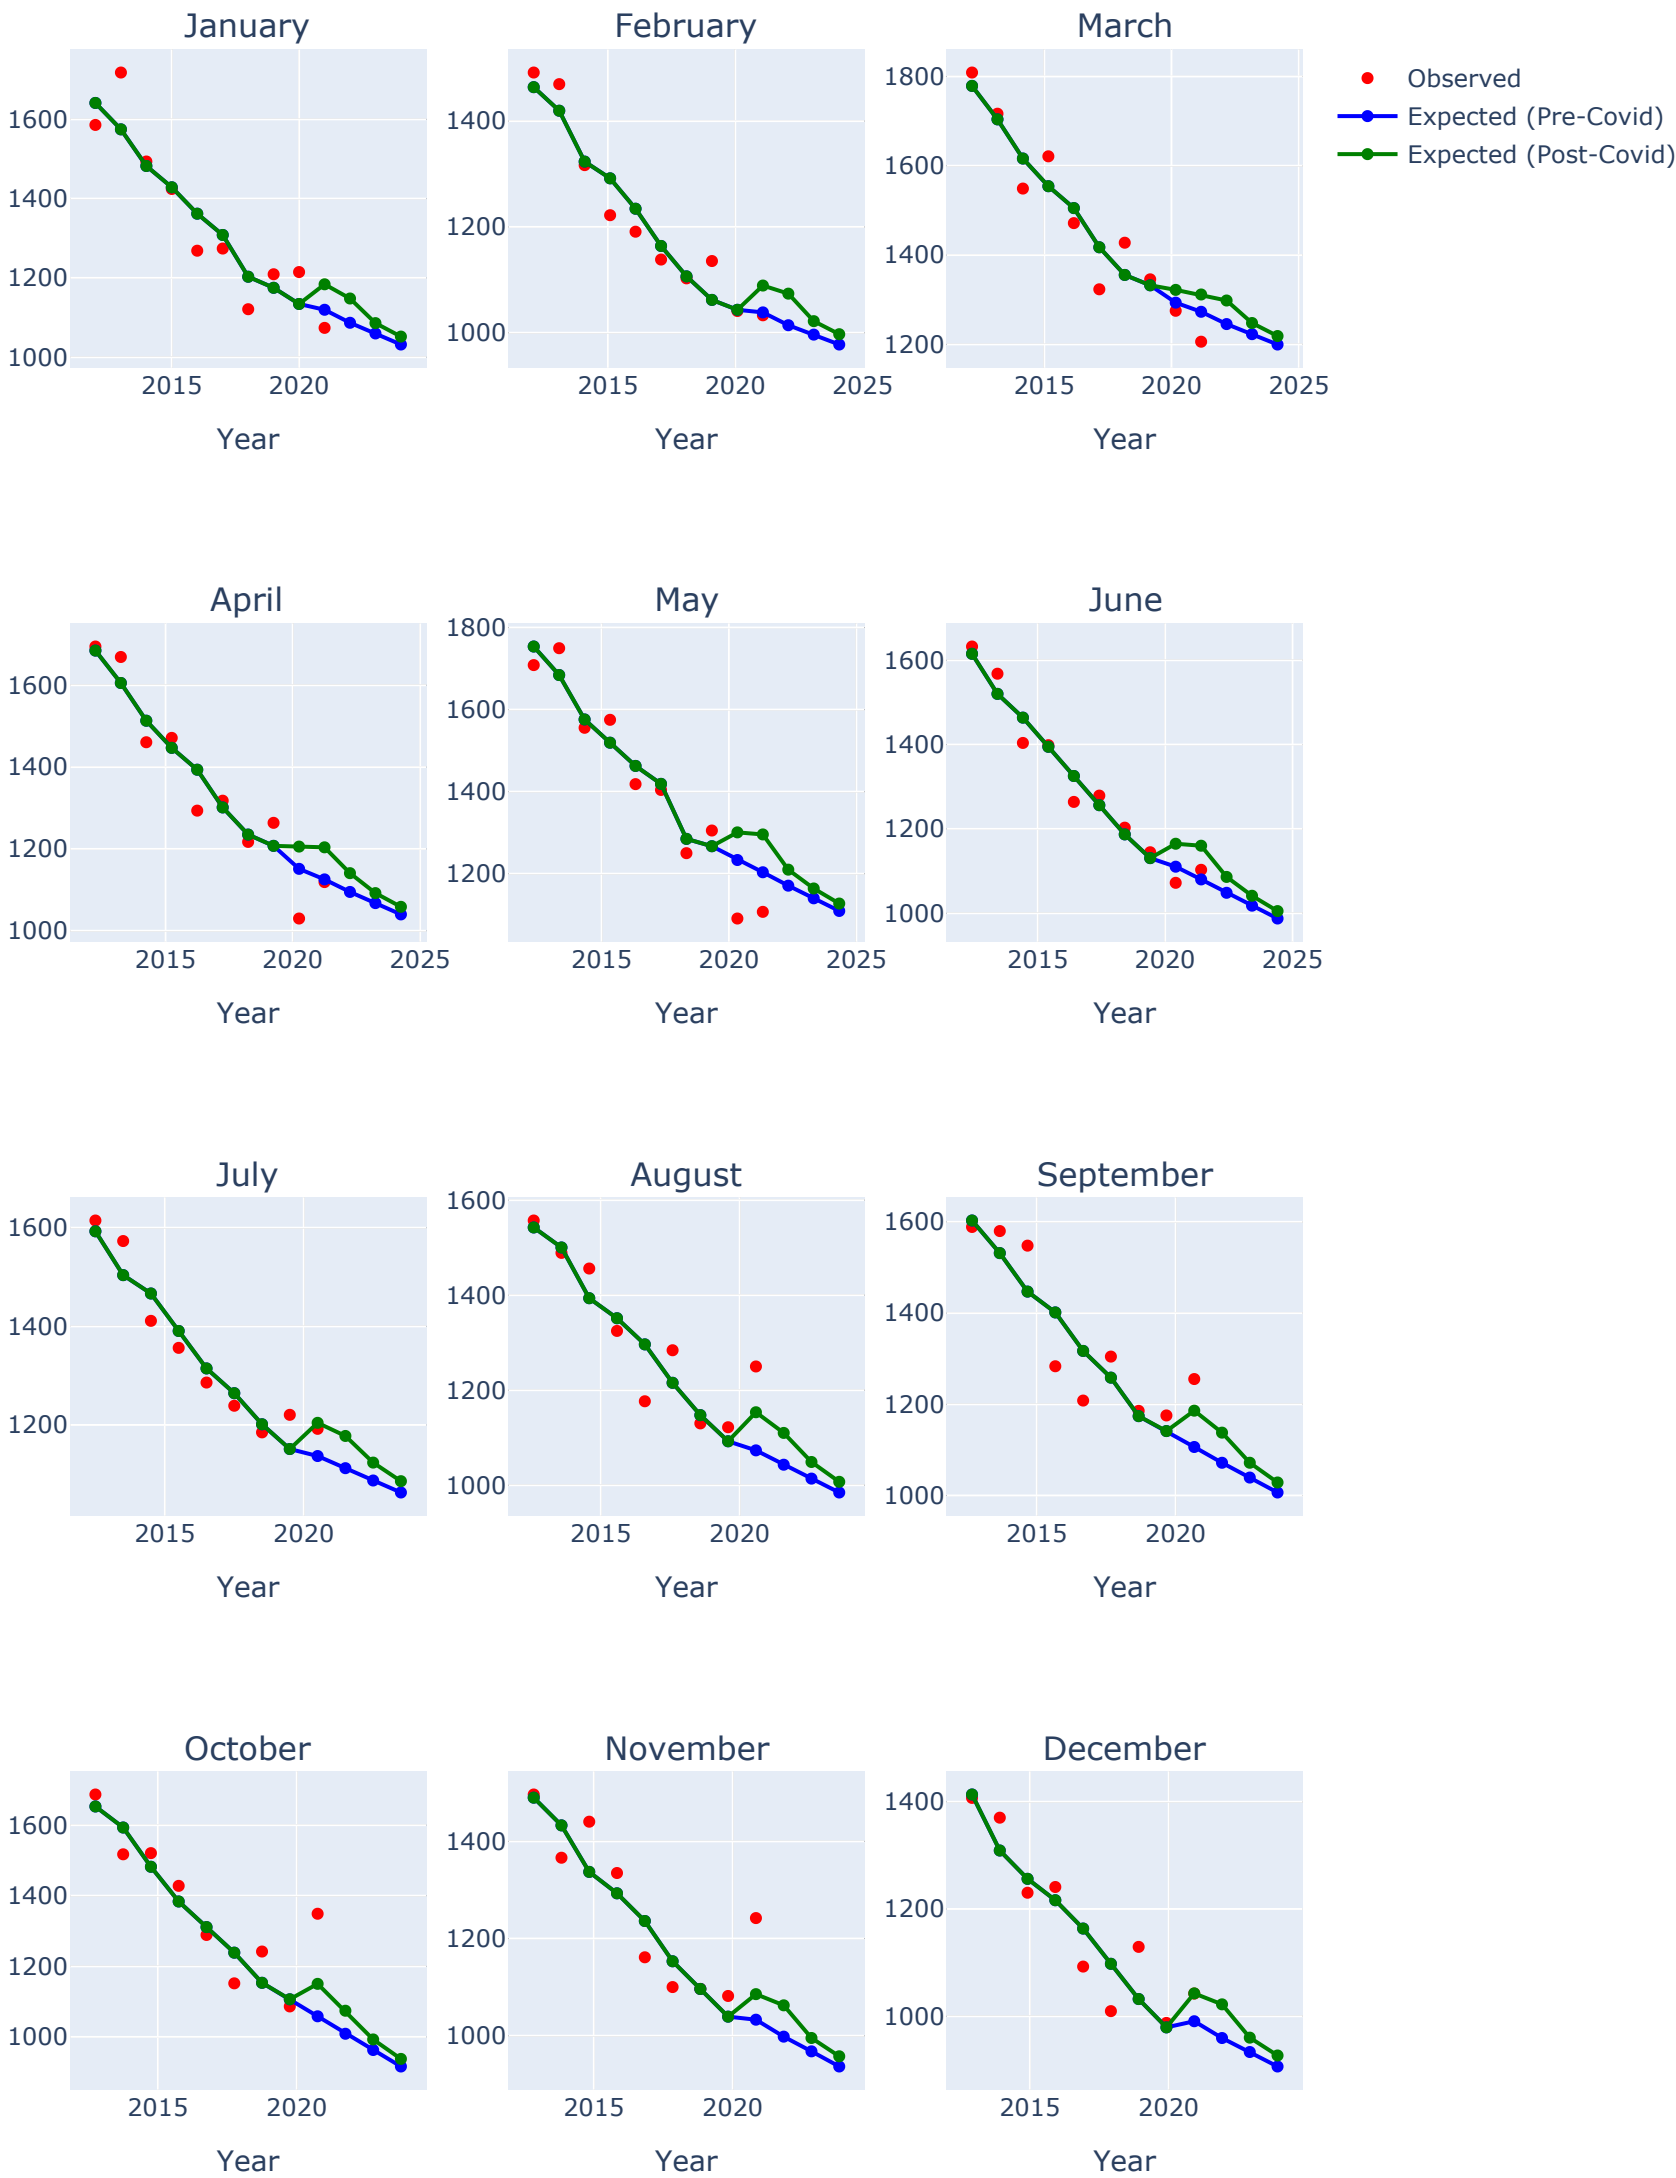 January
February
March
Observed
Expected (Pre-Covid)
Expected (Post-Covid)
1600
1400
1200
1000
2015
2020
Year
1400
1200
1000
2015
2020
2025
Year
1800
1600
1400
1200
2015
2020
2025
Year
April
May
June
1600
1400
1200
1000
2015
2020
2025
Year
1800
1600
1400
1200
2015
2020
2025
Year
1600
1400
1200
1000
2015
2020
2025
Year
July
August
September
1600
1400
1200
2015
2020
Year
1600
1400
1200
1000
2015
2020
Year
1600
1400
1200
1000
2015
2020
Year
October
November
December
1600
1400
1200
1000
2015
2020
Year
1400
1200
1000
2015
2020
Year
1400
1200
1000
2015
2020
Year